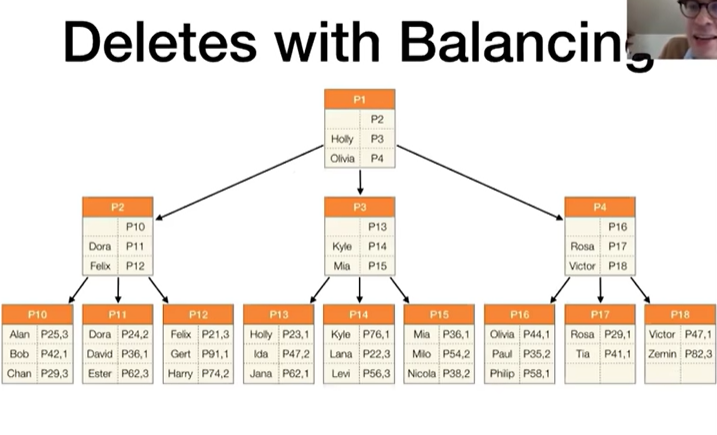 Deletes with Balancing
P1
P2
Holly P3
Olivia P4
P2
P10
Dora P11
Felix P12
P3
P13
Kyle P14
Mia P15
P4
P16
Rosa P17
Victor P18
P10
Alan P25,3
Bob P42,1
Chan P29,3
P11
Dora P24,2
David P36,1
Ester P62,3
P12
Felix P21,3
Gert P91,1
Harry P74,2
P13
Holly P23,1
Ida P47,2
Jana P62,1
P14
Kyle P76,1
Lana P22,3
Levi P56,3
P15
Mia P36,1
Milo P54,2
Nicola P38,2
P16
Olivia P44,1
Paul P35,2
Philip P58,1
P17
Rosa P29,1
Tia P41,1
P18
Victor P47,1
Zemin P82,3